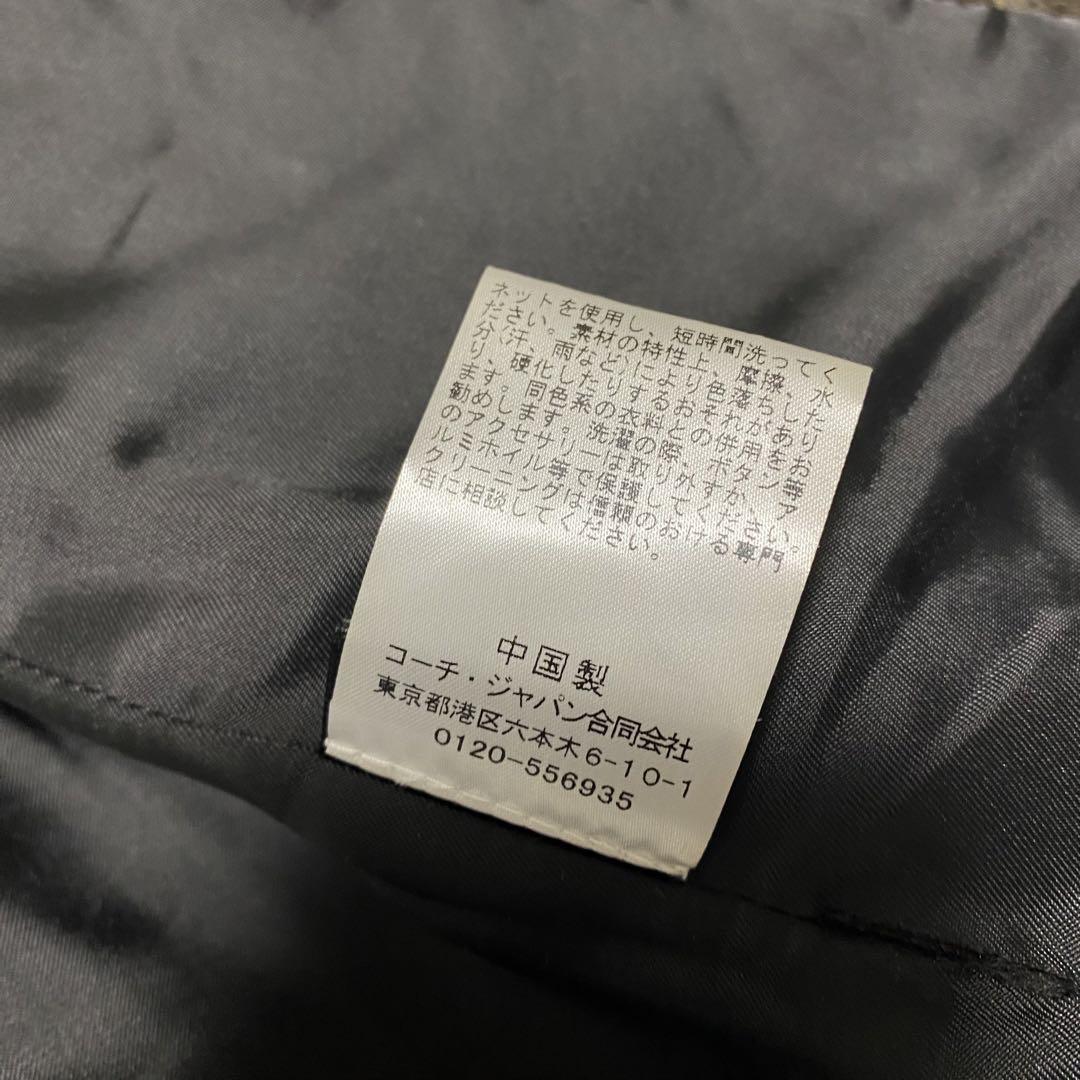 ネットを使用し、短時間洗ってく
ださい。素材の特性上、摩擦、水
分(汗、雨など)により色落ちした
り、硬化したりするおそれがあり
ます。同色系の衣料との併用をお
勧めします。洗濯の際、ボタン等
のアクセサリーは取り外すか、ア
ルミホイル等で保護してください。
クリーニングは信頼のおける専門
店に相談してください。
中国製
コーチ・ジャパン合同会社
東京都港区六本木6-10-1
0120-556935